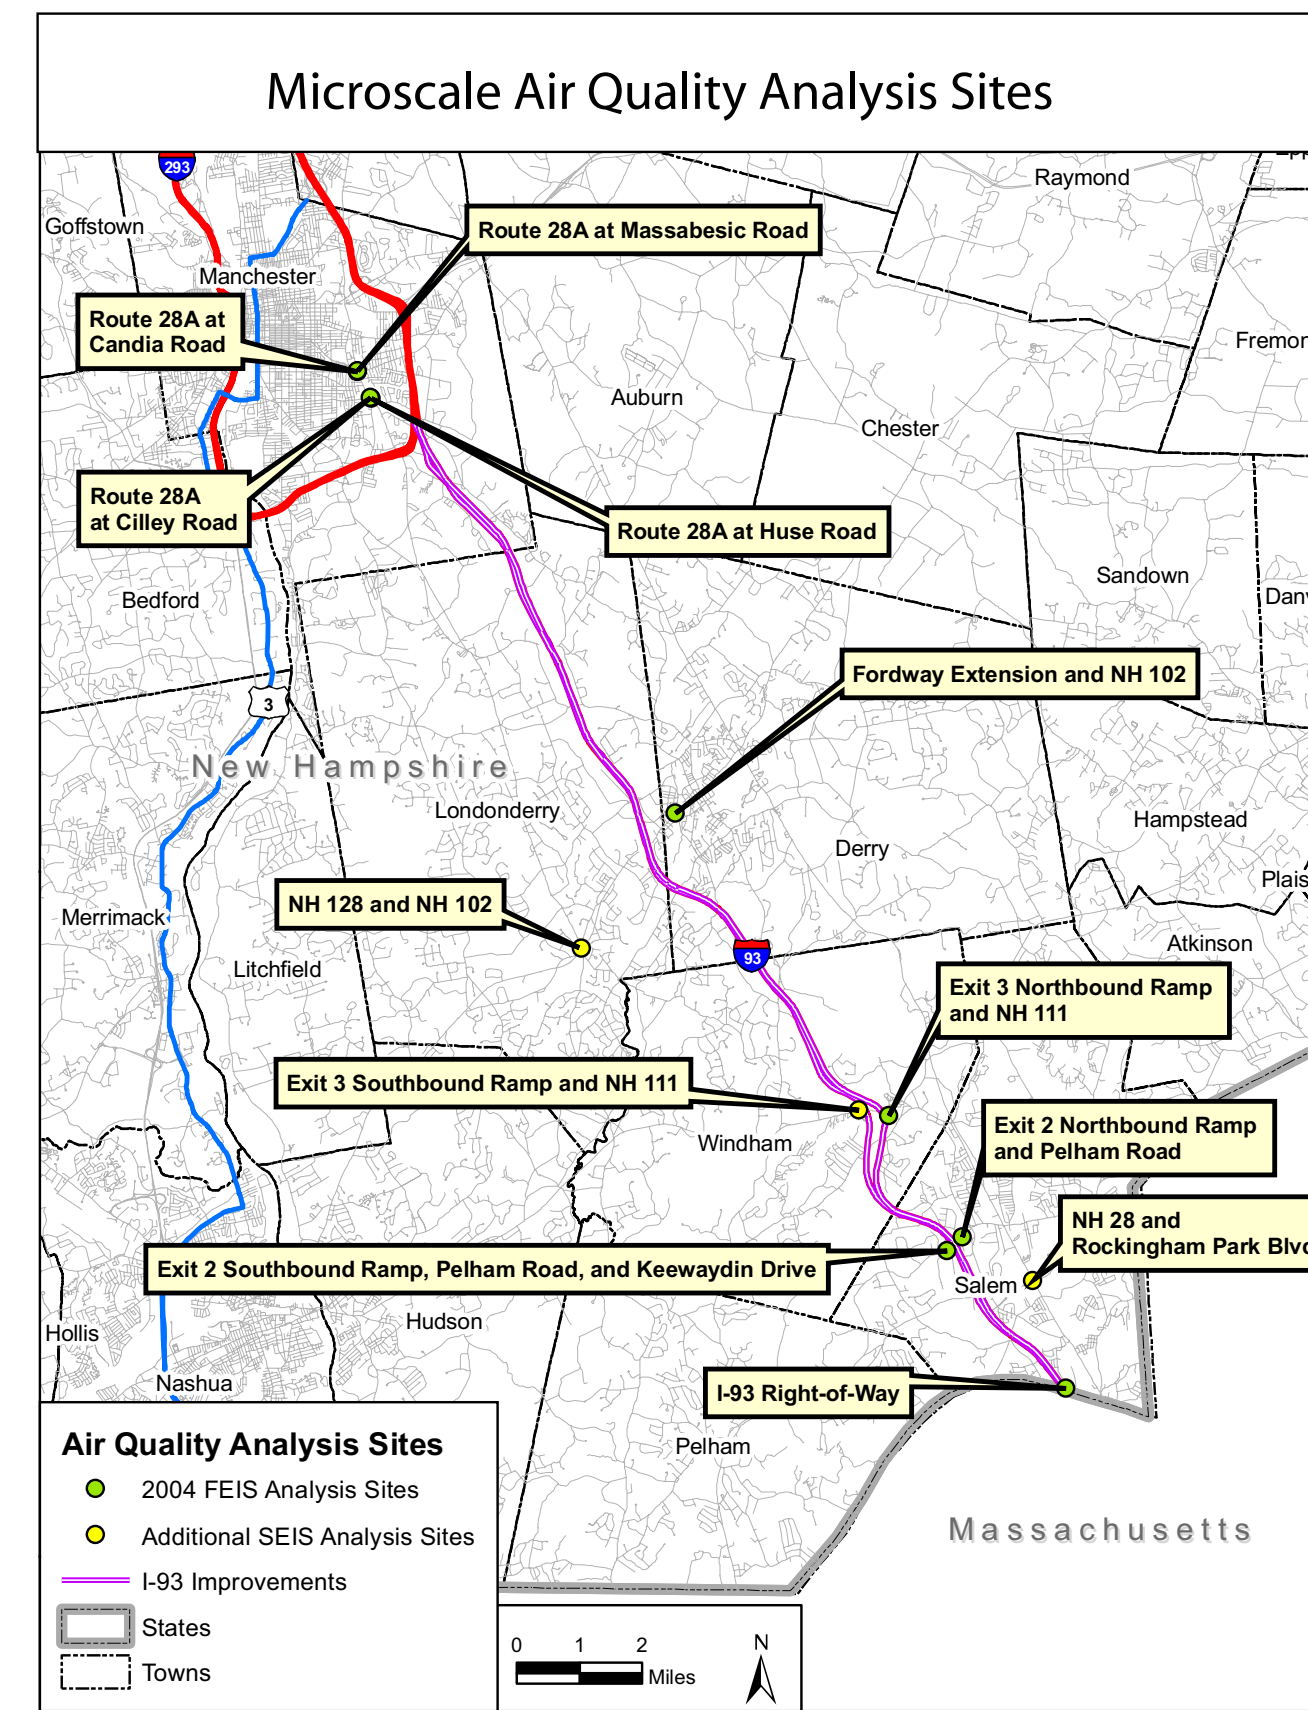 Microscale Air Quality Analysis Sites
293
Raymond
Goffstown
Route 28A at Massabesic Road
Manchester
Route 28A at
Candia Road
Auburn
Chester
Route 28A
at Cilley Road
Route 28A at Huse Road
Sandown
Bedford
Fordway Extension and NH 102
3
New Hampshire
Londonderry
Hampstead
Derry
NH 128 and NH 102
Merrimack
Atkinson
93
Litchfield
Exit 3 Northbound Ramp
and NH 111
Exit 3 Southbound Ramp and NH 111
Windham
Exit 2 Northbound Ramp
and Pelham Road
NH 28 and
Rockingham Park Blvd
Exit 2 Southbound Ramp, Pelham Road, and Keewaydin Drive
Salem
Hudson
Hollis
Nashua
I-93 Right-of-Way
Pelham
Massachusetts
Air Quality Analysis Sites
2004 FEIS Analysis Sites
Additional SEIS Analysis Sites
I-93 Improvements
States
Towns
0 1 2
Miles
N